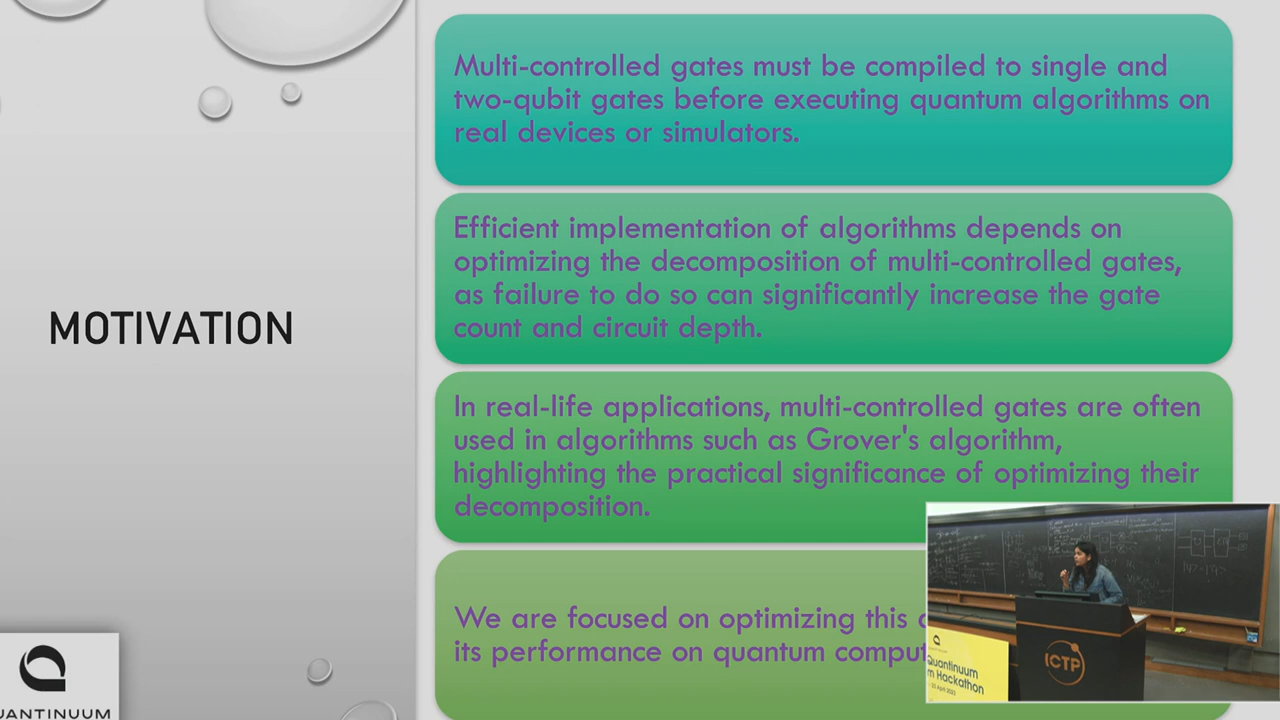 MOTIVATION
Multi-controlled gates must be compiled to single and
two-qubit gates before executing quantum algorithms on
real devices or simulators.
Efficient implementation of algorithms depends on
optimizing the decomposition of multi-controlled gates,
as failure to do so can significantly increase the gate
count and circuit depth.
In real-life applications, multi-controlled gates are often
used in algorithms such as Grover's algorithm,
highlighting the practical significance of optimizing their
decomposition.
We are focused on optimizing this
its performance on quantum comput
UANTINUUM
Quantinuum
m Hackathon
ICTP